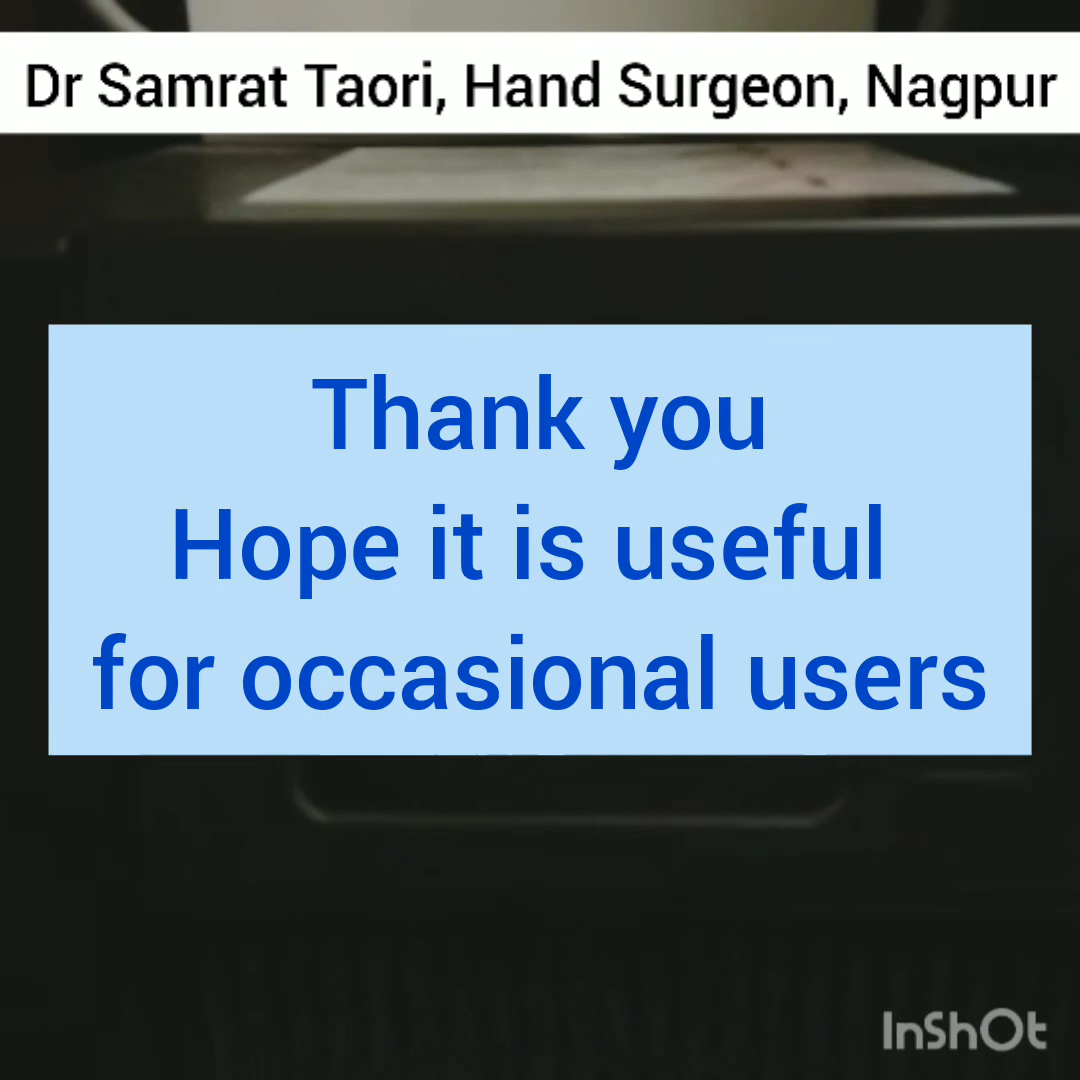 Dr Samrat Taori, Hand Surgeon, Nagpur
Thank you
Hope it is useful
for occasional users
InShOt